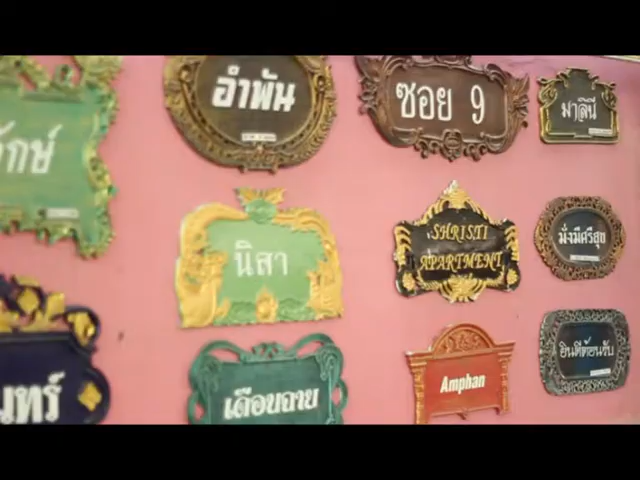 อำพัน
ซอย 9
มาลินี
นิสา
SHRISTI
APARTMENT
มั่งมีศรีสุข
เดือนฉาย
Amphan
ยินดีต้อนรับ